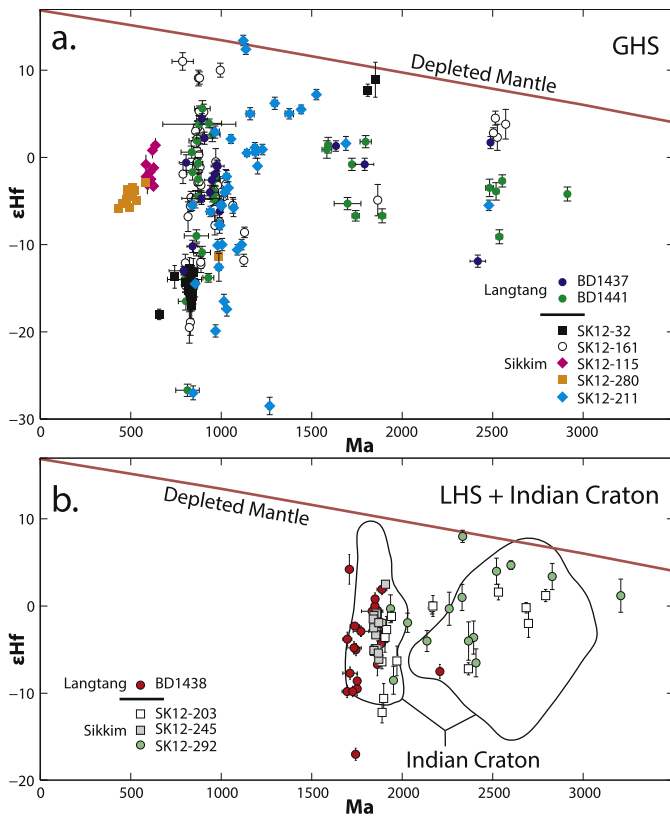 a.
GHS
Depleted Mantle
10
0
−10
−20
−30
εHf
0
500
1000
1500
2000
2500
3000
Ma
Langtang
BD1437
BD1441
Sikkim
SK12-32
SK12-161
SK12-115
SK12-280
SK12-211
b.
LHS + Indian Craton
Depleted Mantle
10
0
−10
−20
εHf
0
500
1000
1500
2000
2500
3000
Ma
Langtang
BD1438
Sikkim
SK12-203
SK12-245
SK12-292
Indian Craton